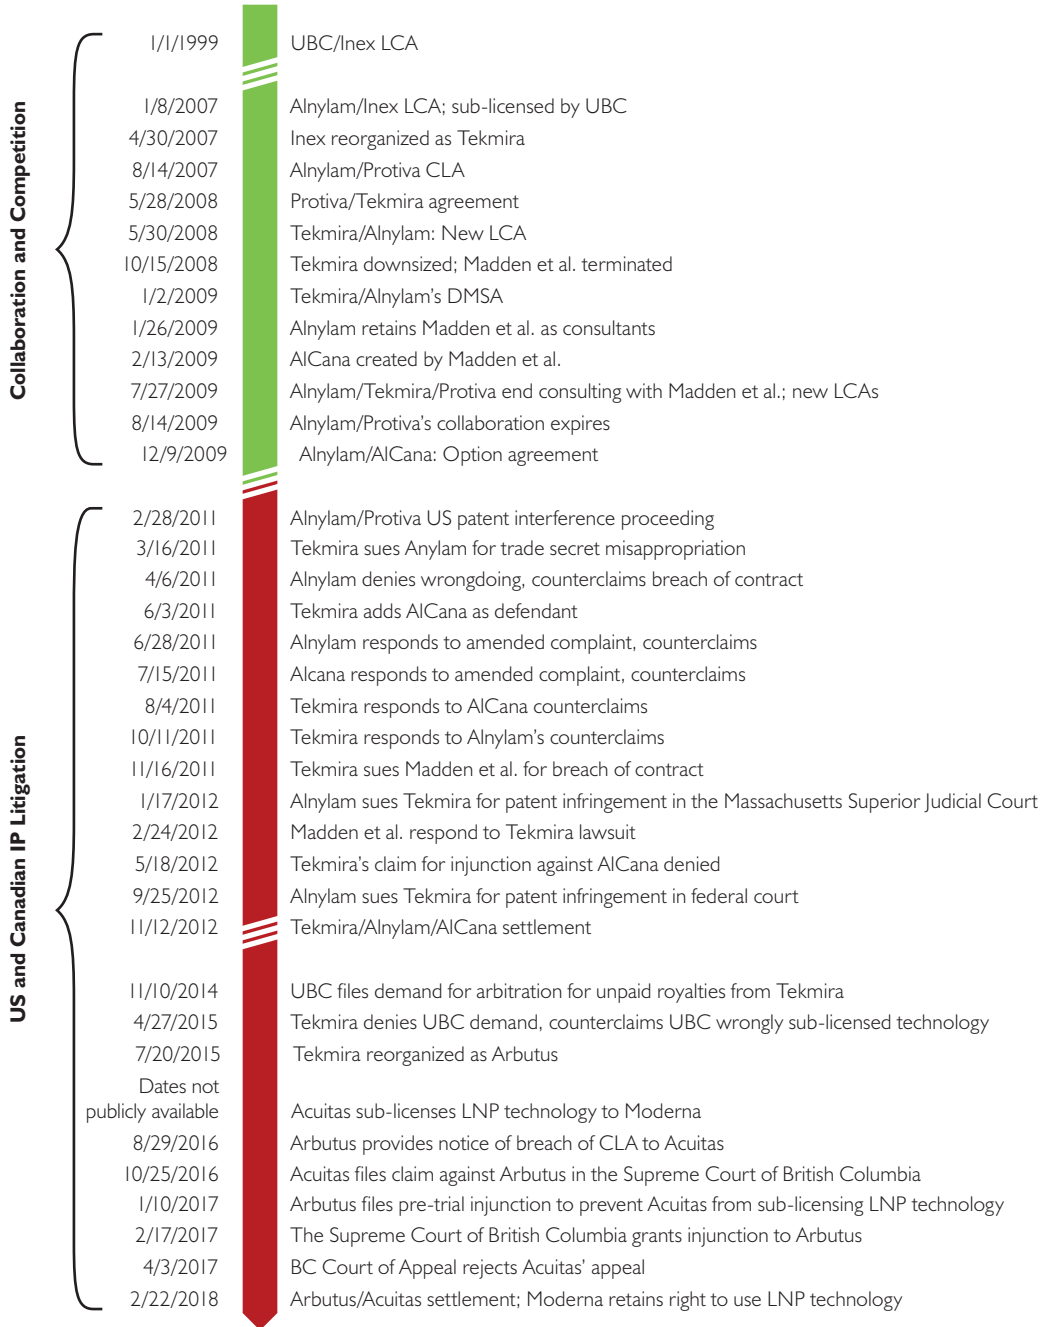 Collaboration and Competition
1/1/1999 UBC/Inex LCA
1/8/2007 Alnylam/Inex LCA; sub-licensed by UBC
4/30/2007 Inex reorganized as Tekmira
8/14/2007 Alnylam/Protiva CLA
5/28/2008 Protiva/Tekmira agreement
5/30/2008 Tekmira/Alnylam: New LCA
10/15/2008 Tekmira downsized; Madden et al. terminated
1/2/2009 Tekmira/Alnylam's DMSA
1/26/2009 Alnylam retains Madden et al. as consultants
2/13/2009 AlCana created by Madden et al.
7/27/2009 Alnylam/Tekmira/Protiva end consulting with Madden et al.; new LCAs
8/14/2009 Alnylam/Protiva's collaboration expires
12/9/2009 Alnylam/AlCana: Option agreement
US and Canadian IP Litigation
2/28/2011 Alnylam/Protiva US patent interference proceeding
3/16/2011 Tekmira sues Anylam for trade secret misappropriation
4/6/2011 Alnylam denies wrongdoing, counterclaims breach of contract
6/3/2011 Tekmira adds AlCana as defendant
6/28/2011 Alnylam responds to amended complaint, counterclaims
7/15/2011 Alcana responds to amended complaint, counterclaims
8/4/2011 Tekmira responds to AlCana counterclaims
10/11/2011 Tekmira responds to Alnylam's counterclaims
11/16/2011 Tekmira sues Madden et al. for breach of contract
1/17/2012 Alnylam sues Tekmira for patent infringement in the Massachusetts Superior Judicial Court
2/24/2012 Madden et al. respond to Tekmira lawsuit
5/18/2012 Tekmira's claim for injunction against AlCana denied
9/25/2012 Alnylam sues Tekmira for patent infringement in federal court
11/12/2012 Tekmira/Alnylam/AlCana settlement
11/10/2014 UBC files demand for arbitration for unpaid royalties from Tekmira
4/27/2015 Tekmira denies UBC demand, counterclaims UBC wrongly sub-licensed technology
7/20/2015 Tekmira reorganized as Arbutus
Dates not
publicly available Acuitas sub-licenses LNP technology to Moderna
8/29/2016 Arbutus provides notice of breach of CLA to Acuitas
10/25/2016 Acuitas files claim against Arbutus in the Supreme Court of British Columbia
1/10/2017 Arbutus files pre-trial injunction to prevent Acuitas from sub-licensing LNP technology
2/17/2017 The Supreme Court of British Columbia grants injunction to Arbutus
4/3/2017 BC Court of Appeal rejects Acuitas' appeal
2/22/2018 Arbutus/Acuitas settlement; Moderna retains right to use LNP technology